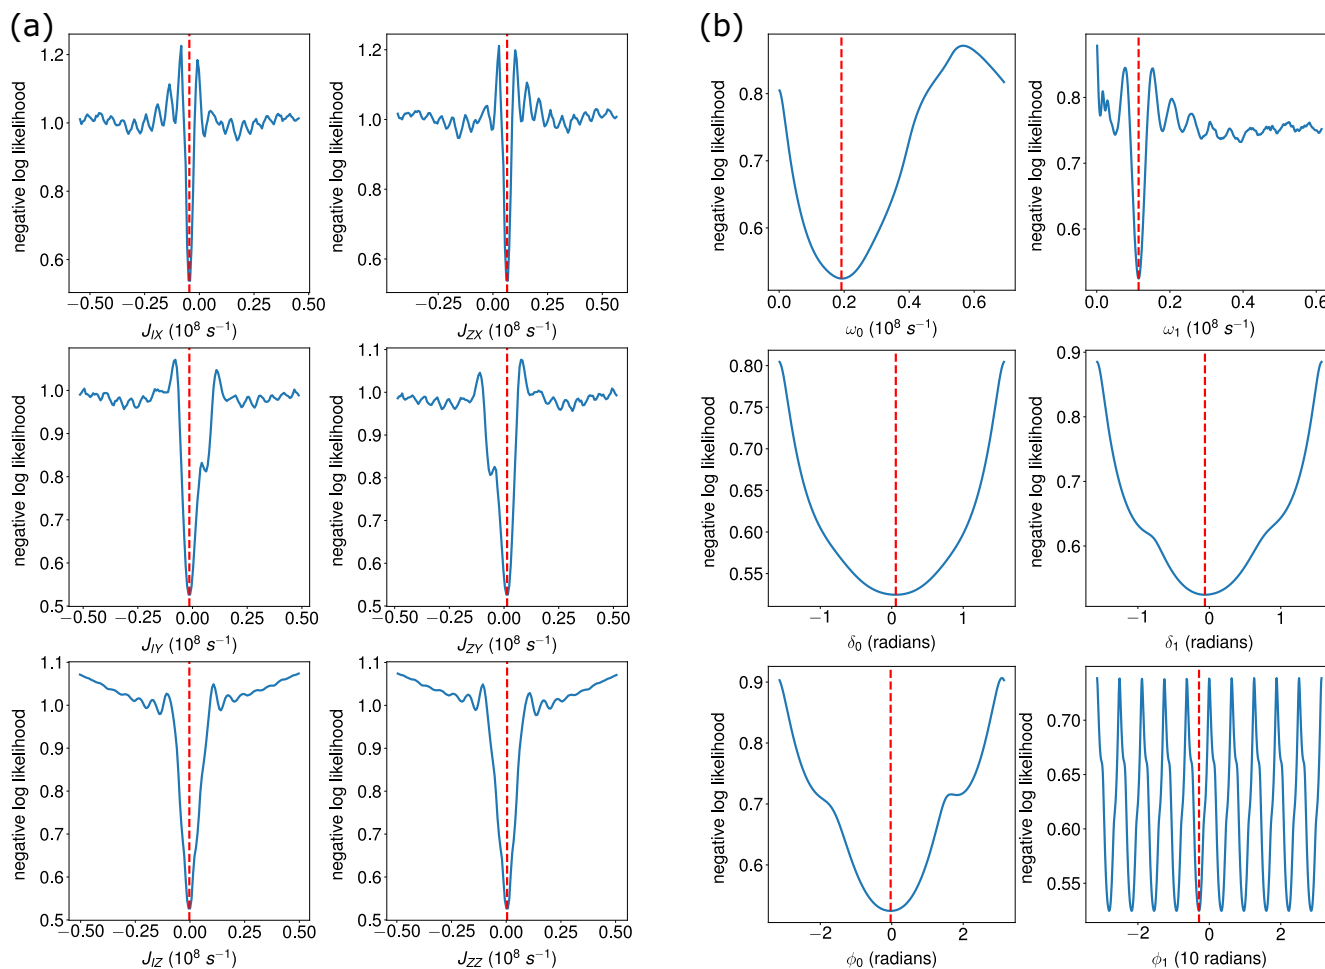 (a)
negative log likelihood
1.2
1.0
0.8
0.6
−0.50 −0.25 0.00 0.25 0.50
J_IX (10^8 s^−1)
negative log likelihood
1.2
1.0
0.8
0.6
−0.25 0.00 0.25 0.50
J_ZX (10^8 s^−1)
negative log likelihood
1.0
0.9
0.8
0.7
0.6
0.5
−0.50 −0.25 0.00 0.25 0.50
J_IY (10^8 s^−1)
negative log likelihood
1.1
1.0
0.9
0.8
0.7
0.6
0.5
−0.50 −0.25 0.00 0.25 0.50
J_ZY (10^8 s^−1)
negative log likelihood
1.1
1.0
0.9
0.8
0.7
0.6
0.5
−0.50 −0.25 0.00 0.25 0.50
J_IZ (10^8 s^−1)
negative log likelihood
1.1
1.0
0.9
0.8
0.7
0.6
0.5
−0.50 −0.25 0.00 0.25 0.50
J_ZZ (10^8 s^−1)
(b)
negative log likelihood
0.8
0.7
0.6
0.0 0.2 0.4 0.6
ω_0 (10^8 s^−1)
negative log likelihood
0.8
0.7
0.6
0.0 0.2 0.4 0.6
ω_1 (10^8 s^−1)
negative log likelihood
0.80
0.75
0.70
0.65
0.60
0.55
−1 0 1
δ_0 (radians)
negative log likelihood
0.9
0.8
0.7
0.6
−1 0 1
δ_1 (radians)
negative log likelihood
0.9
0.8
0.7
0.6
−2 0 2
ϕ_0 (radians)
negative log likelihood
0.70
0.65
0.60
0.55
−2 0 2
ϕ_1 (10 radians)